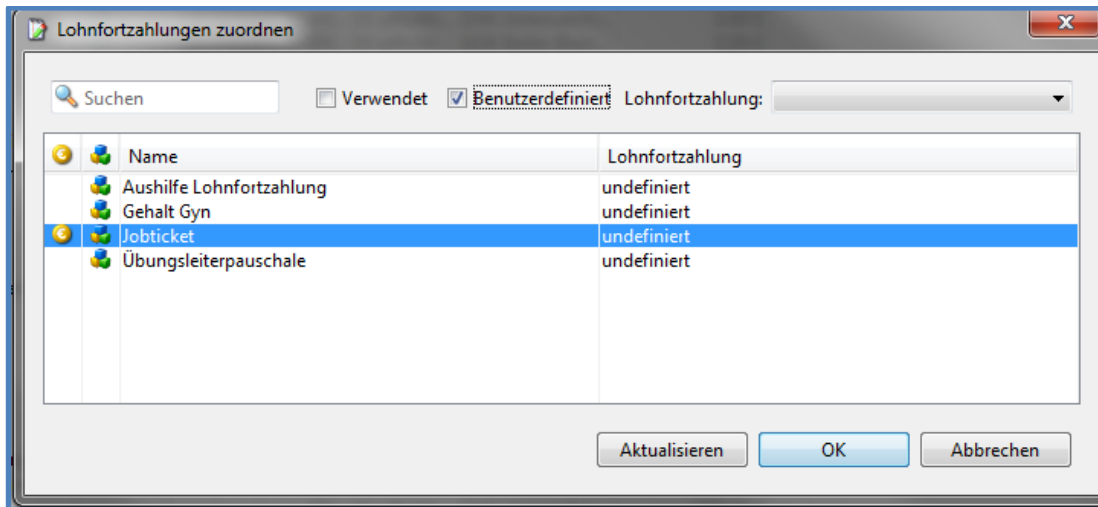 Lohnfortzahlungen zuordnen
Suchen Verwendet Benutzerdefiniert Lohnfortzahlung:
Name Lohnfortzahlung
Aushilfe Lohnfortzahlung undefiniert
Gehalt Gyn undefiniert
Jobticket undefiniert
Übungsleiterpauschale undefiniert
Aktualisieren OK Abbrechen